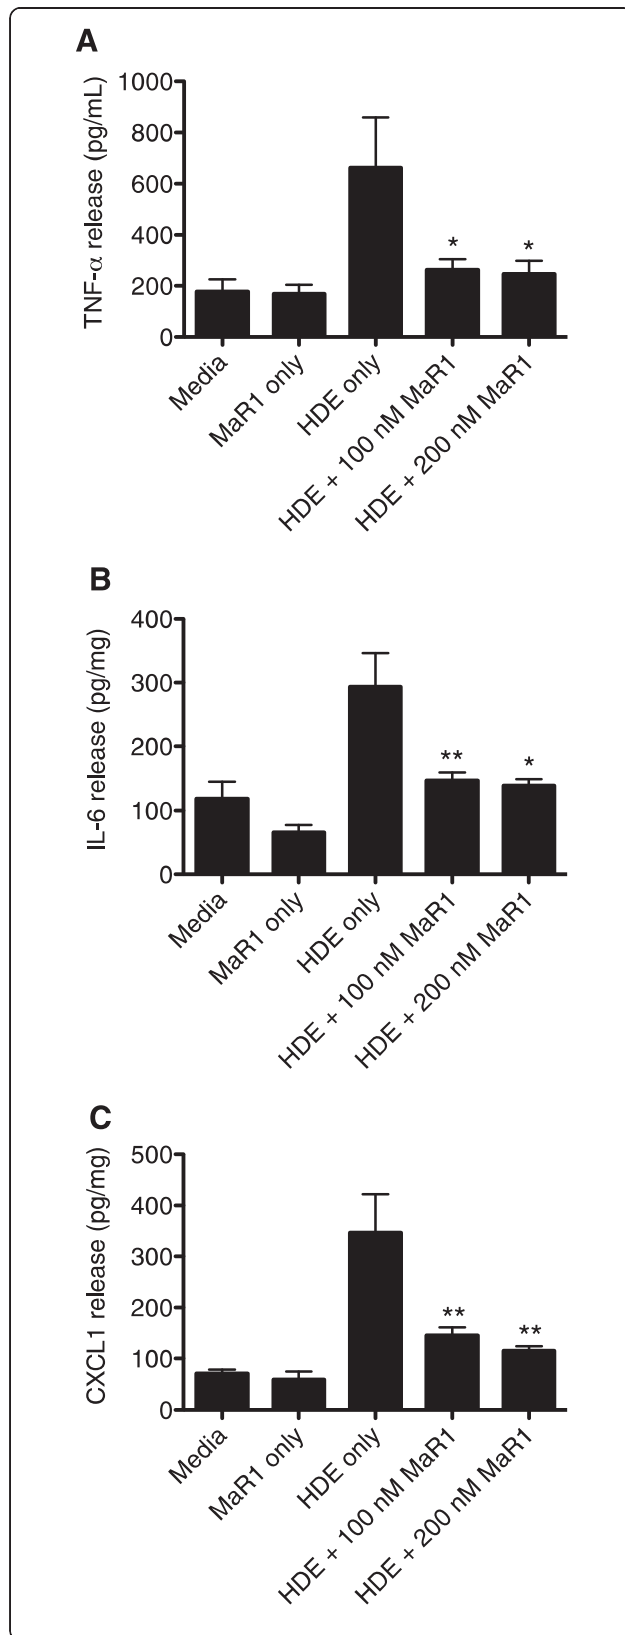 A
TNF-α release (pg/mL)
1000
800
600
400
200
0
*
*
Media
MaR1 only
HDE only
HDE + 100 nM MaR1
HDE + 200 nM MaR1
B
IL-6 release (pg/mg)
400
300
200
100
0
**
*
Media
MaR1 only
HDE only
HDE + 100 nM MaR1
HDE + 200 nM MaR1
C
CXCL1 release (pg/mg)
500
400
300
200
100
0
**
**
Media
MaR1 only
HDE only
HDE + 100 nM MaR1
HDE + 200 nM MaR1